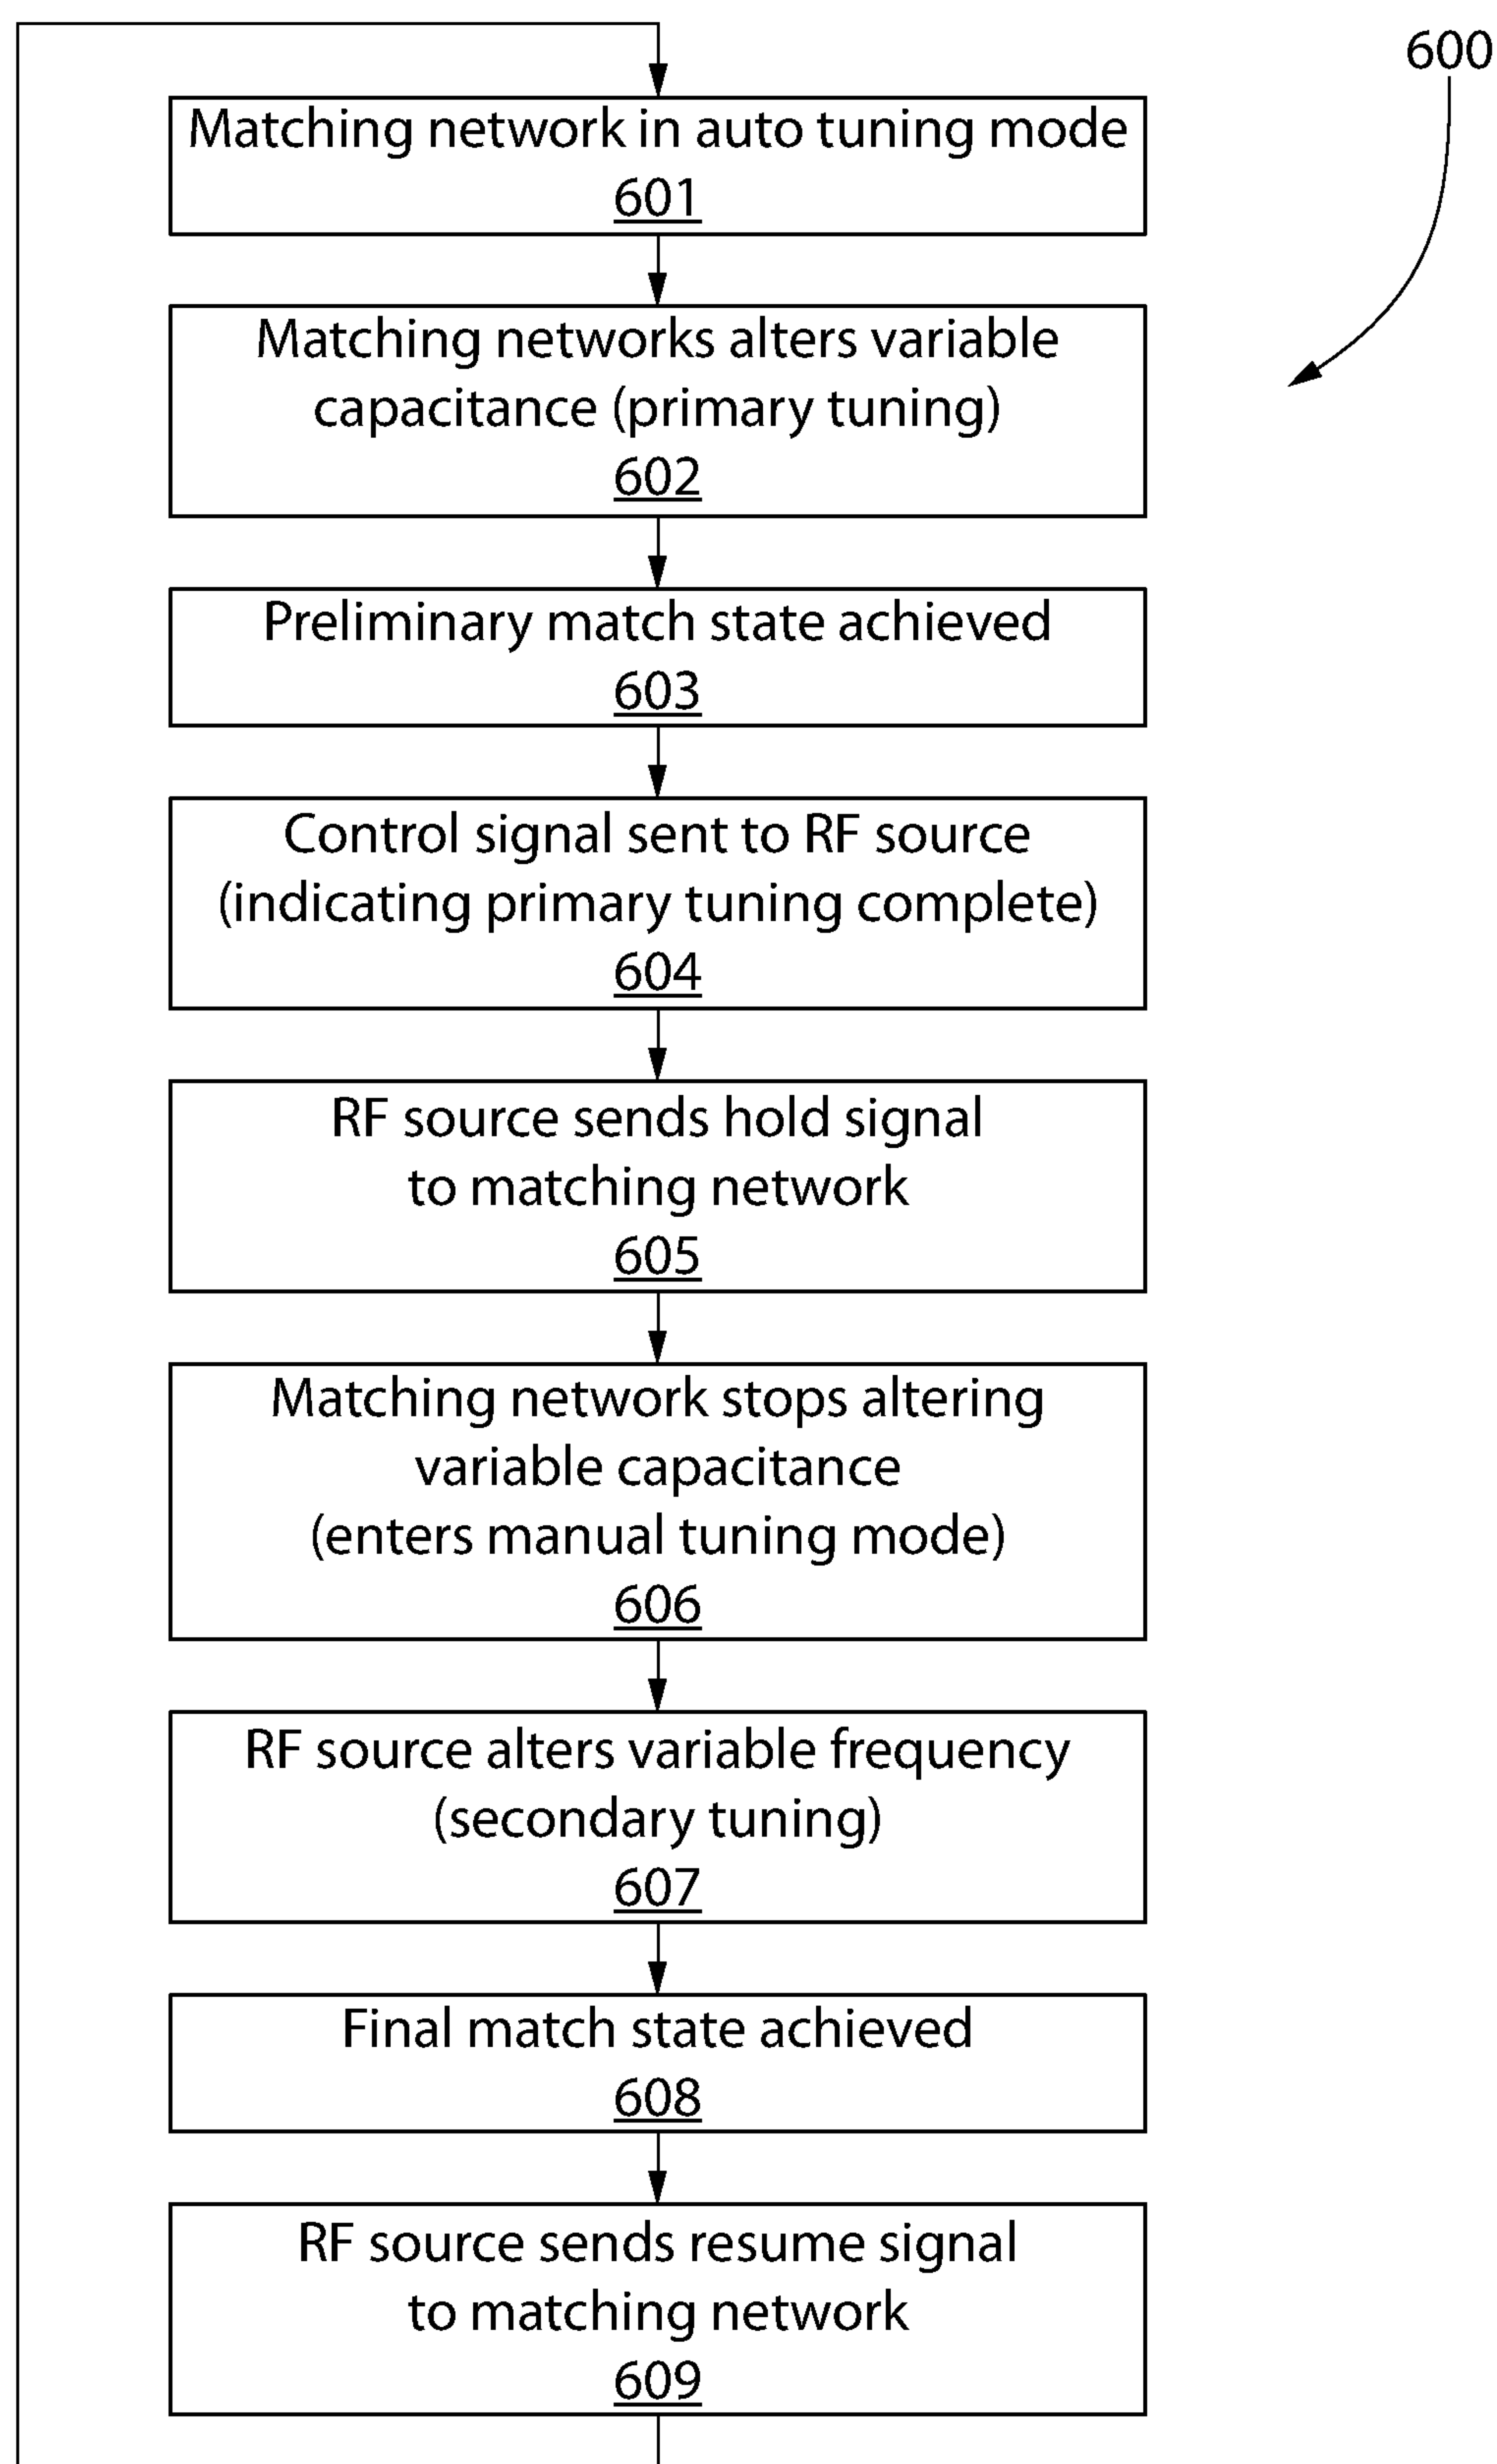 600
Matching network in auto tuning mode
601
Matching networks alters variable
capacitance (primary tuning)
602
Preliminary match state achieved
603
Control signal sent to RF source
(indicating primary tuning complete)
604
RF source sends hold signal
to matching network
605
Matching network stops altering
variable capacitance
(enters manual tuning mode)
606
RF source alters variable frequency
(secondary tuning)
607
Final match state achieved
608
RF source sends resume signal
to matching network
609